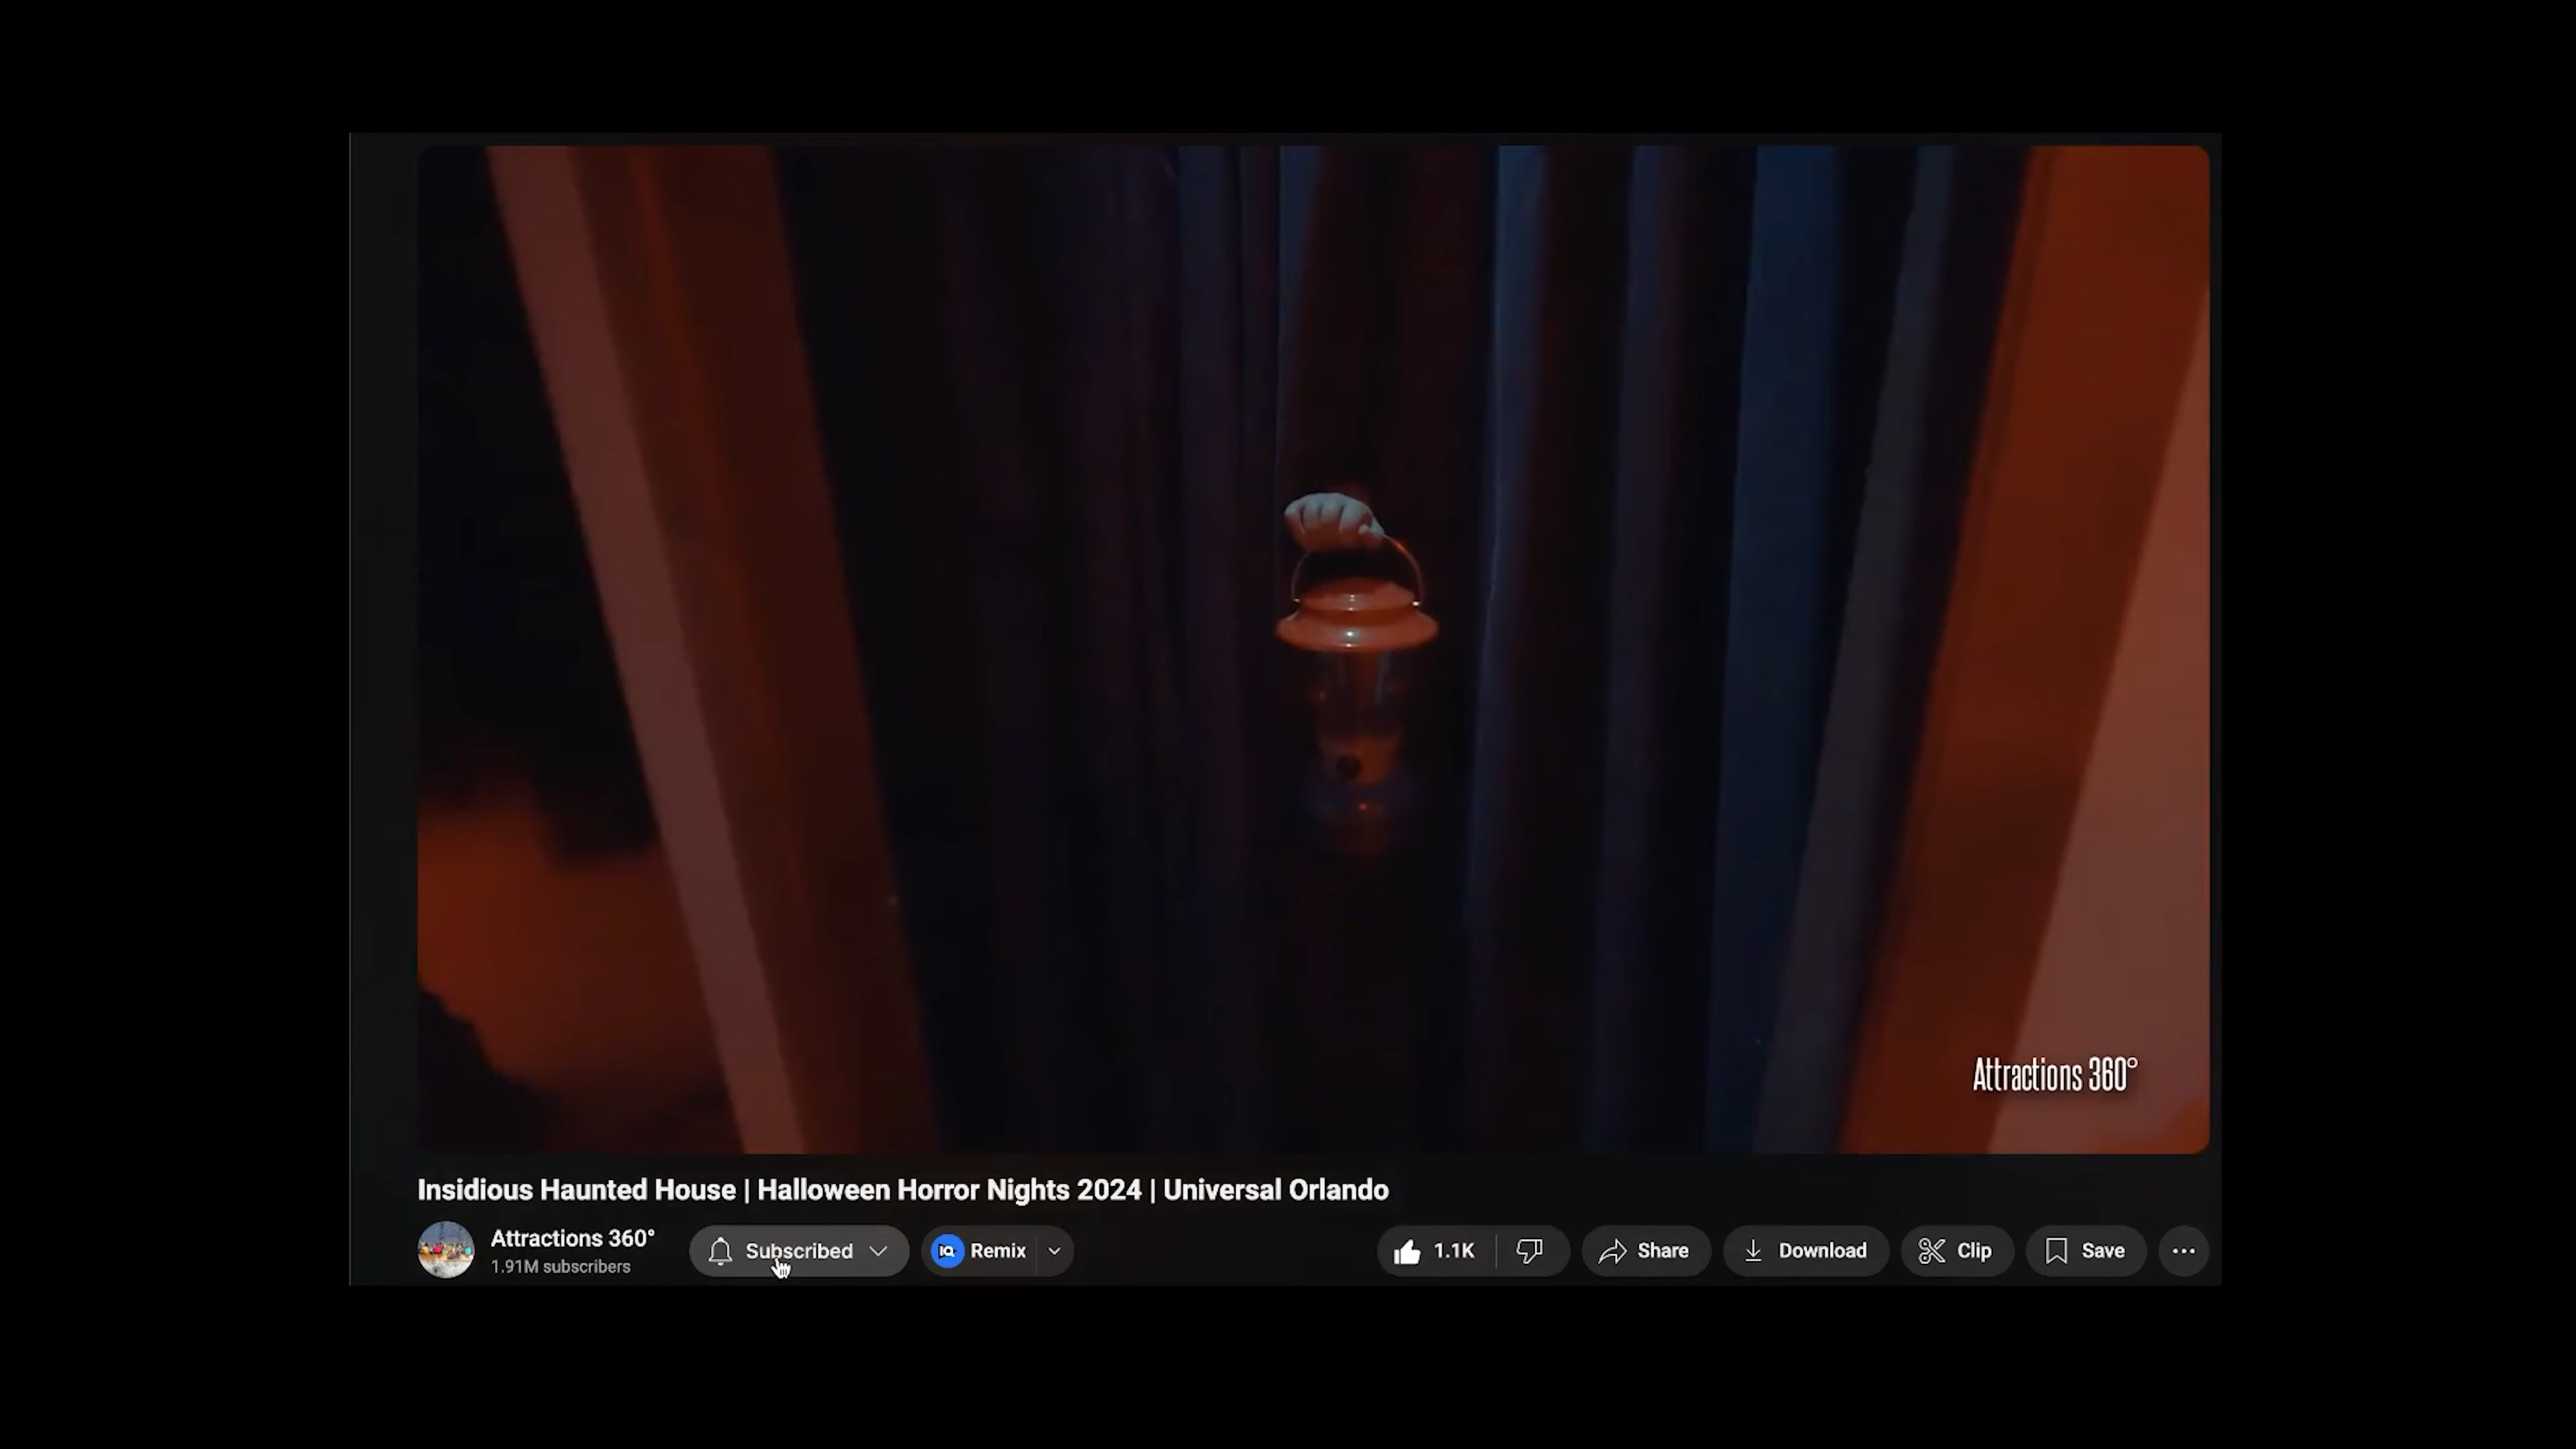 Attractions 360°
Insidious Haunted House | Halloween Horror Nights 2024 | Universal Orlando
Attractions 360°
1.91M subscribers
Subscribed
IQ
Remix
1.1K
Share
Download
Clip
Save